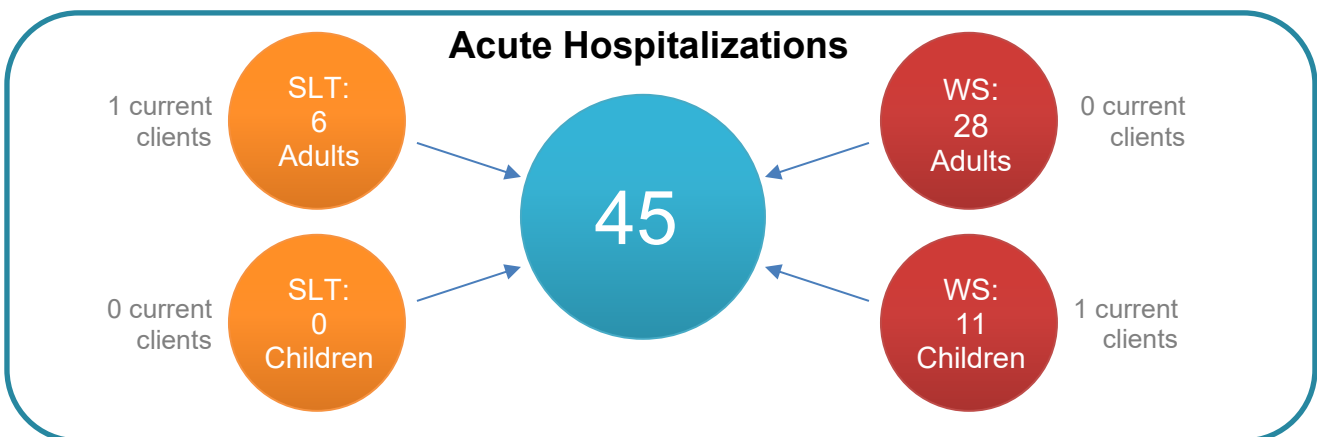 Acute Hospitalizations
1 current
clients
SLT:
6
Adults
WS:
28
Adults
0 current
clients
45
0 current
clients
SLT:
0
Children
WS:
11
Children
1 current
clients